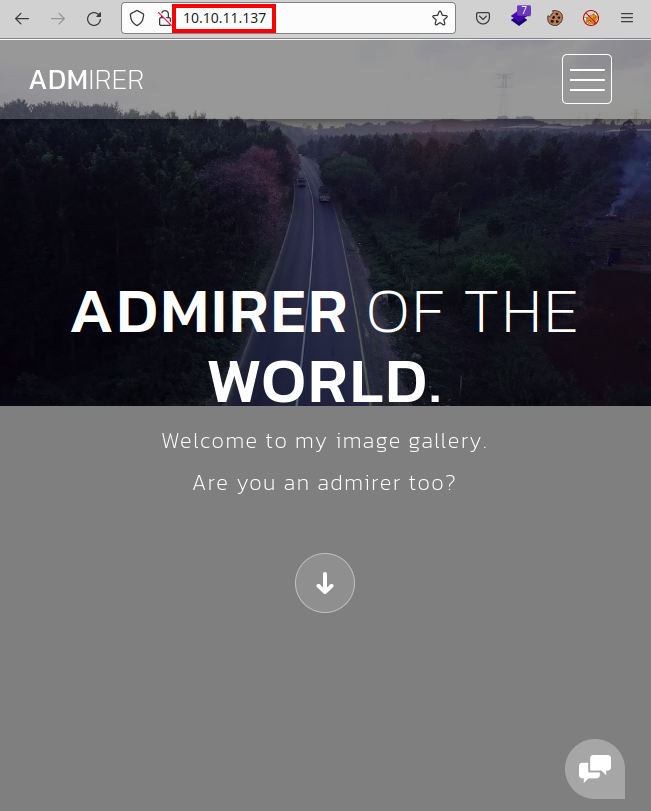 10.10.11.137
7
ADMIRER
ADMIRER OF THE
WORLD.
Welcome to my image gallery.
Are you an admirer too?